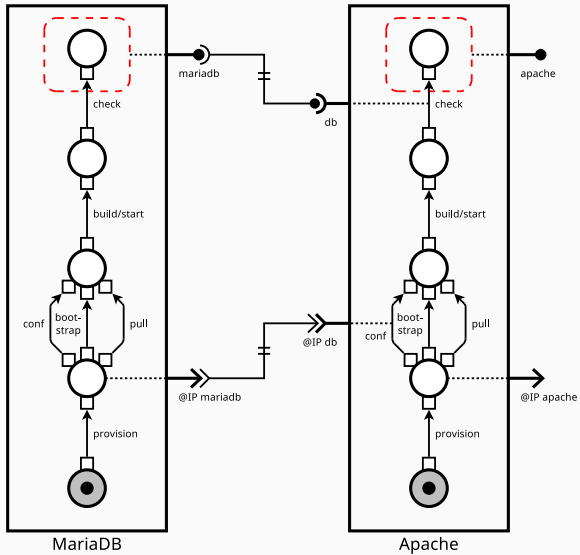 mariadb
apache
check
check
db
build/start
build/start
conf
boot-
strap
pull
conf
boot-
strap
pull
@IP db
@IP mariadb
@IP apache
provision
provision
MariaDB
Apache